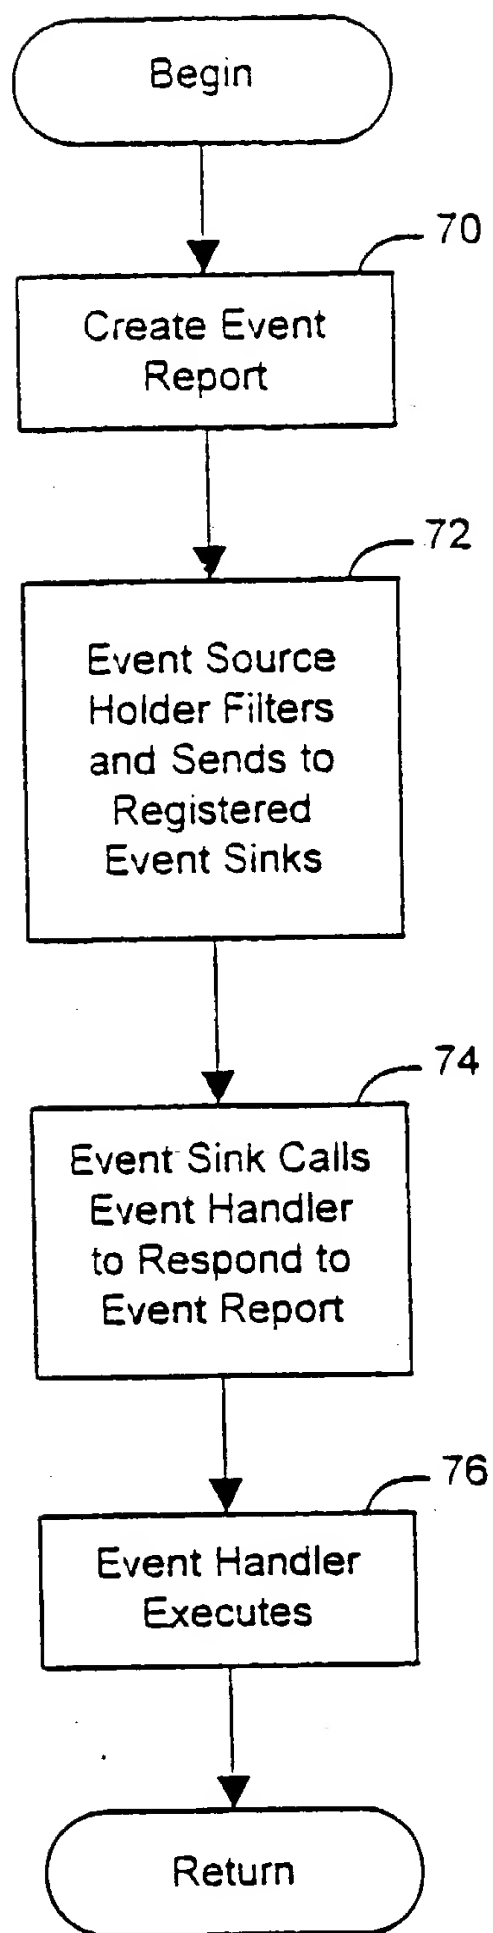 Begin
70
Create Event
Report
72
Event Source
Holder Filters
and Sends to
Registered
Event Sinks
74
Event Sink Calls
Event Handler
to Respond to
Event Report
76
Event Handler
Executes
Return